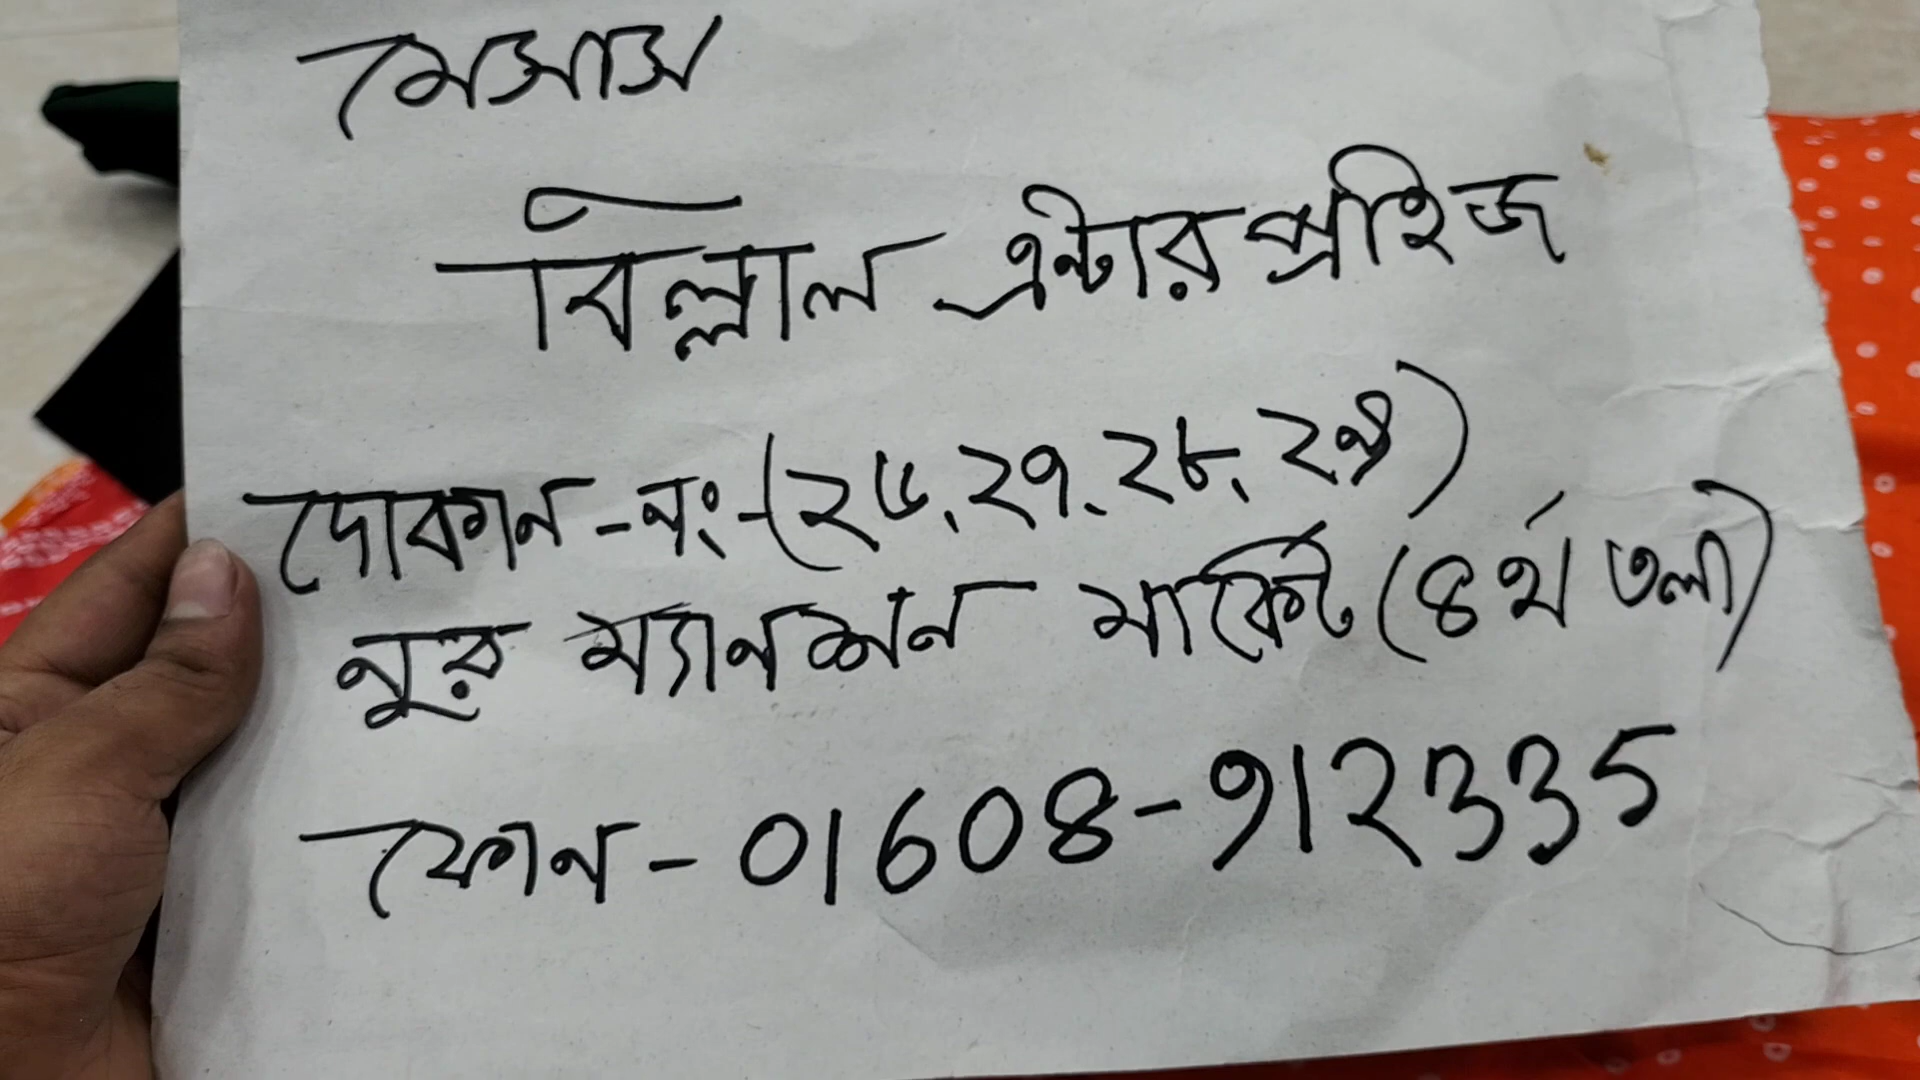 মেসার্স
বিল্লাল এন্টারপ্রাইজ
দোকান-নং-(২৬,২৭,২৮,২৯)
নুর ম্যানশন মার্কেট (৪র্থ তলা)
ফোন-01608-912335